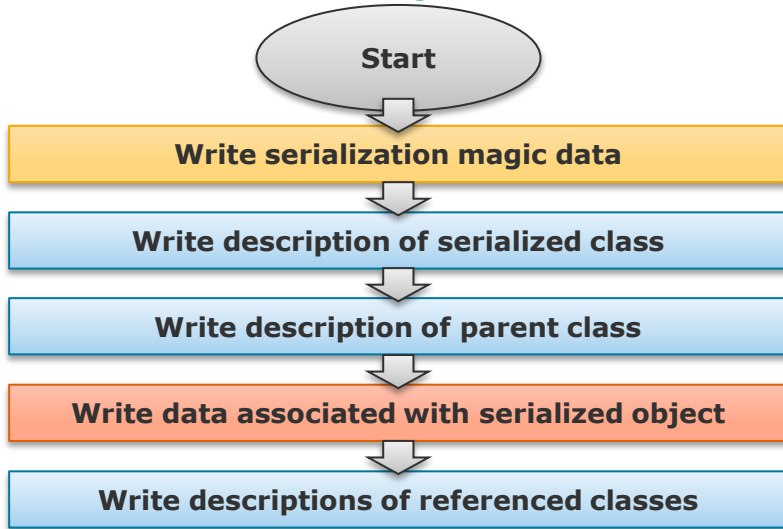 Start
Write serialization magic data
Write description of serialized class
Write description of parent class
Write data associated with serialized object
Write descriptions of referenced classes